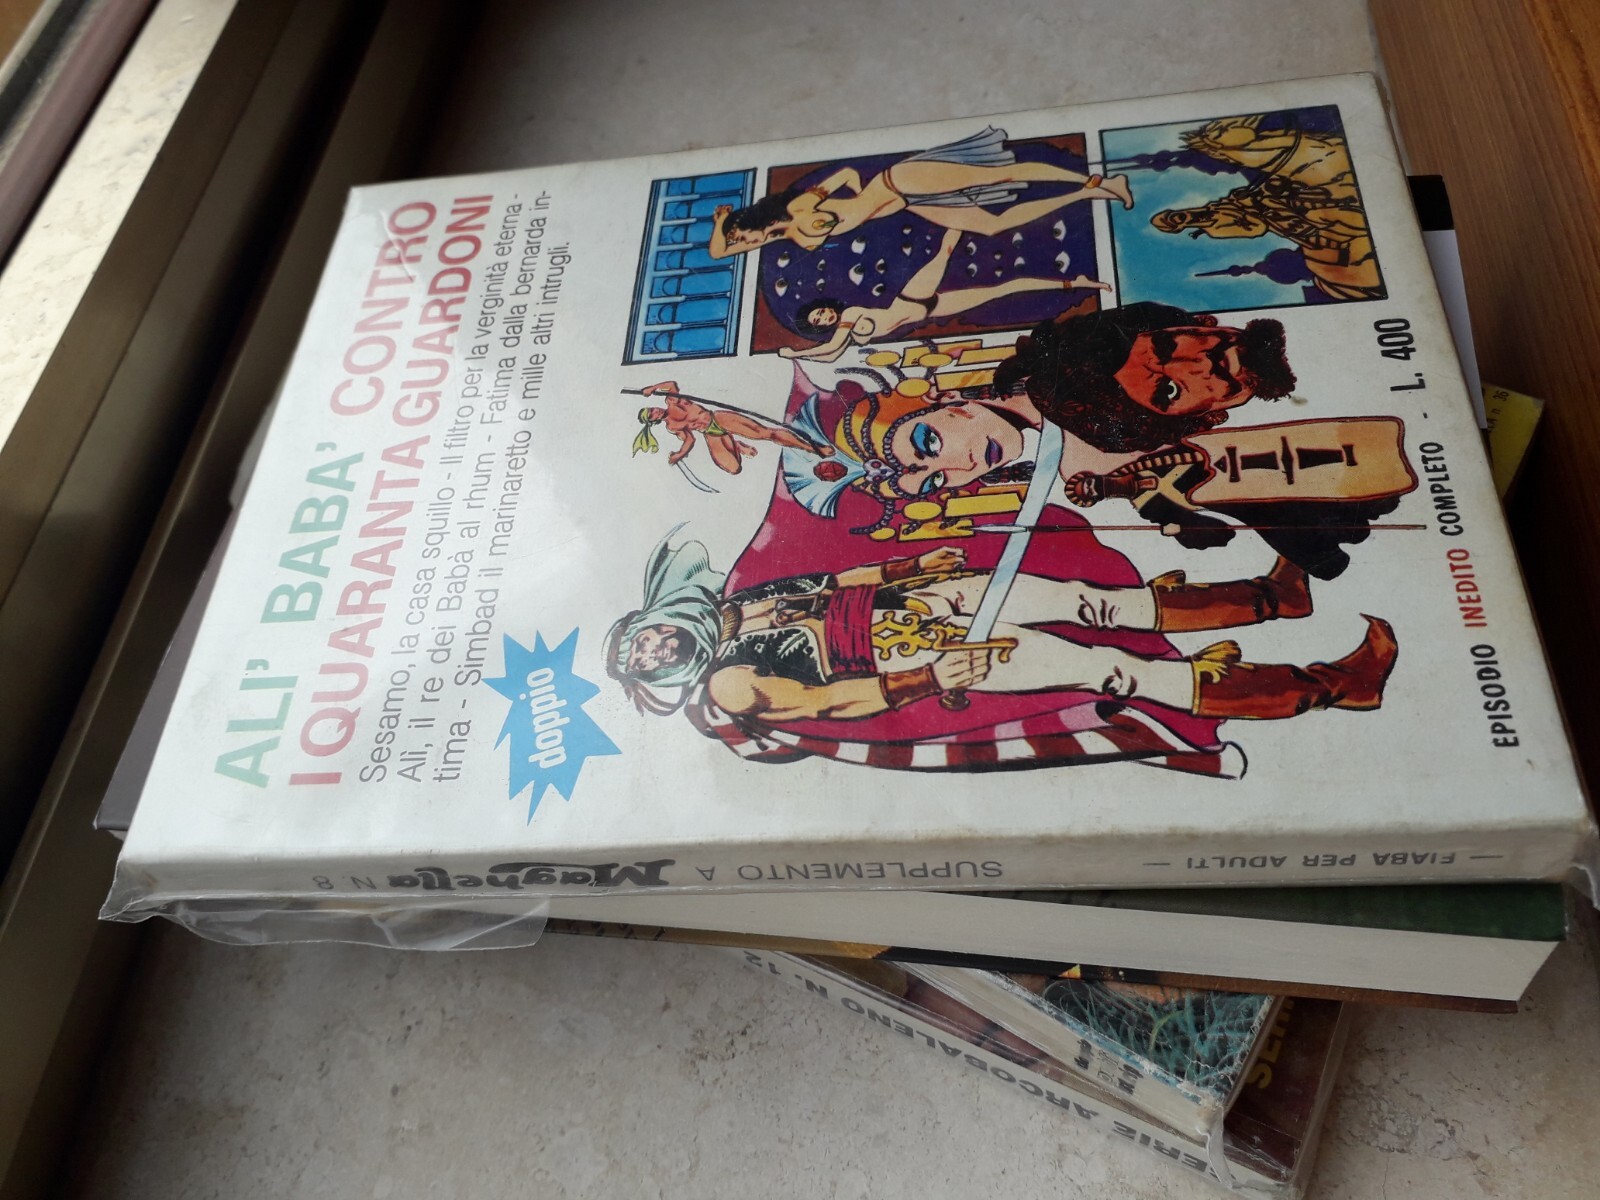 ALI' BABA' CONTRO
I QUARANTA GUARDONI
Sesamo, la casa squillo - Il filtro per la verginità eterna -
Alì, il re dei Babà al rhum - Fatima dalla bernarda in-
tima - Simbad il marinaretto e mille altri intrugli.
doppio
EPISODIO INEDITO COMPLETO - L. 400
SUPPLEMENTO A Maghella N. 8
— FIABA PER ADULTI —
SERIE ARCOBALENO N. 12